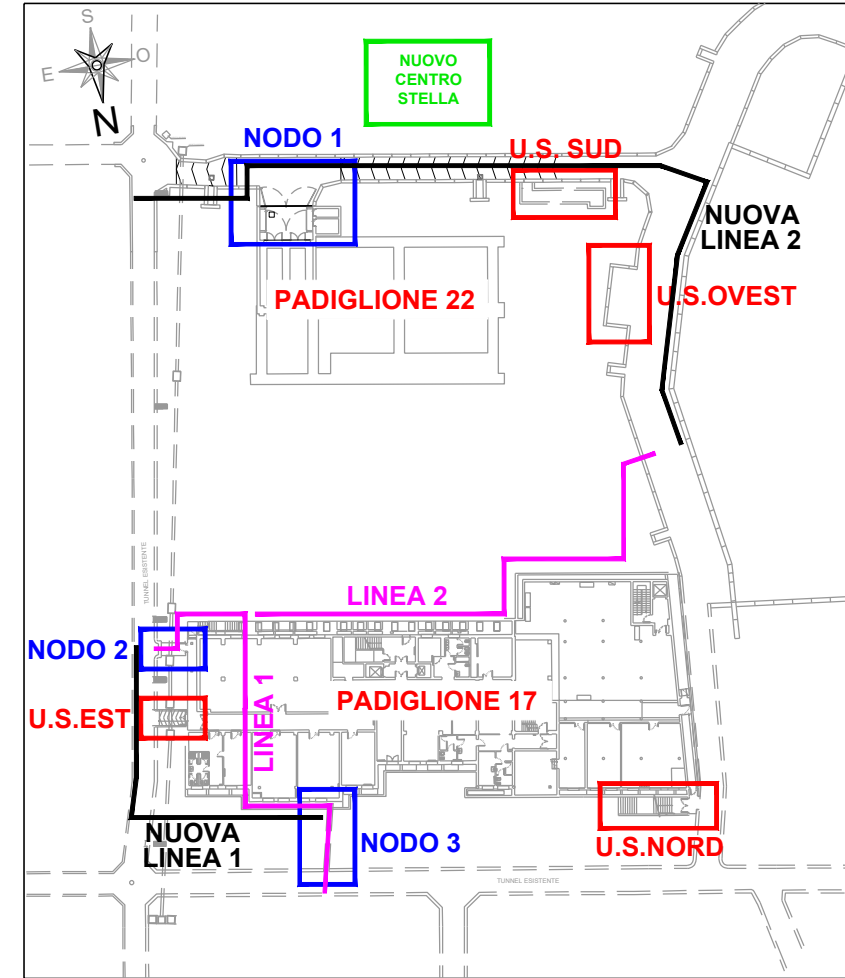 S
E
O
N
NUOVO
CENTRO
STELLA
NODO 1
U.S. SUD
NUOVA
LINEA 2
PADIGLIONE 22
U.S.OVEST
TUNNEL ESISTENTE
LINEA 2
NODO 2
LINEA 1
PADIGLIONE 17
U.S.EST
NUOVA
LINEA 1
NODO 3
U.S.NORD
TUNNEL ESISTENTE